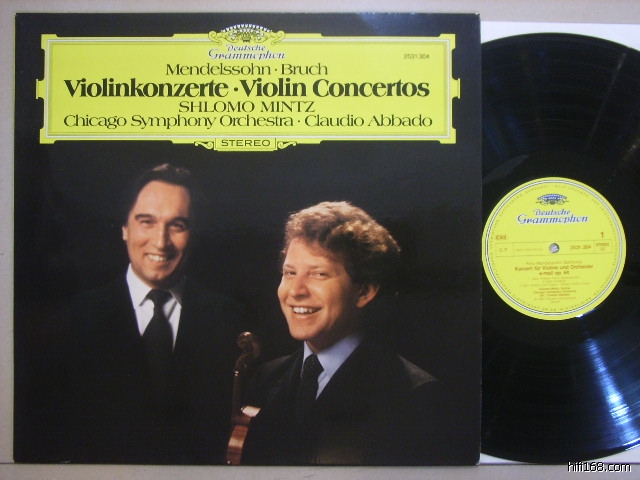 Deutsche
Grammophon
2531 304
Mendelssohn · Bruch
Violinkonzerte · Violin Concertos
SHLOMO MINTZ
Chicago Symphony Orchestra · Claudio Abbado
STEREO
Deutsche
Grammophon
1
2531 304
STEREO
Konzert für Violine und Orchester
e-moll op. 64
hifi168.com